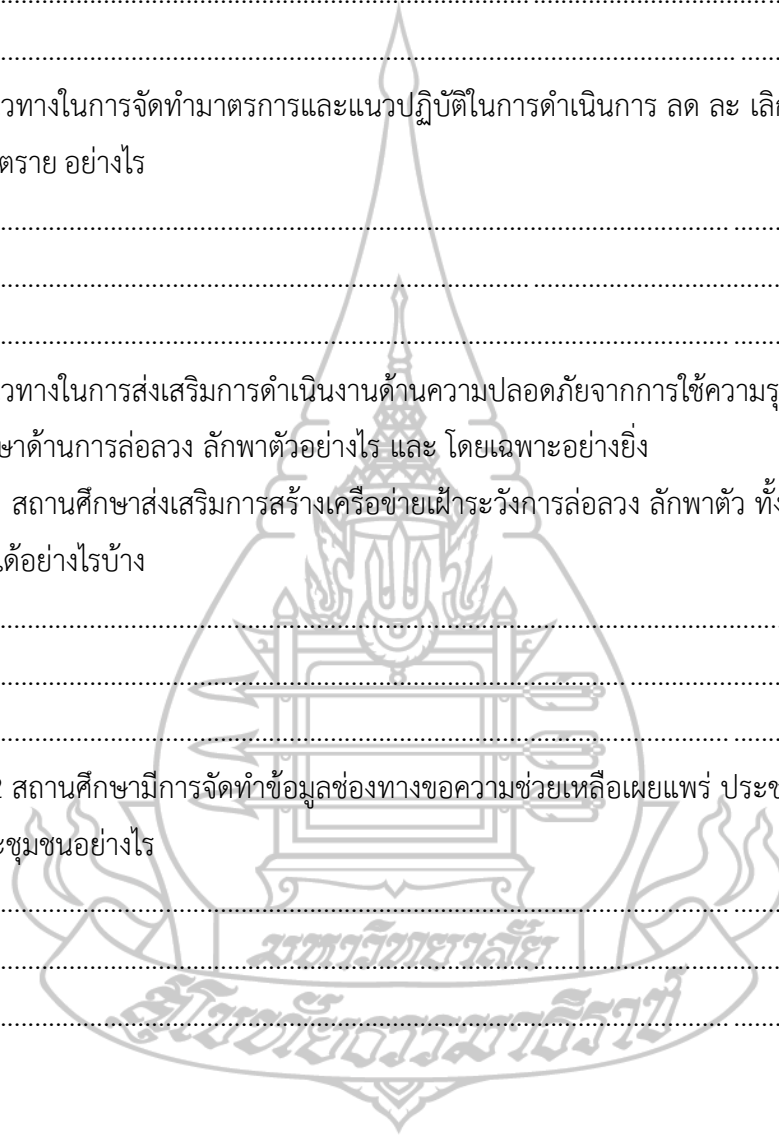 วทางในการจัดทำมาตรการและแนวปฏิบัติในการดำเนินการ ลด ละ เลิก
ตราย อย่างไร
วทางในการส่งเสริมการดำเนินงานด้านความปลอดภัยจากการใช้ความรุ
ษาด้านการล่อลวง ลักพาตัวอย่างไร และ โดยเฉพาะอย่างยิ่ง
สถานศึกษาส่งเสริมการสร้างเครือข่ายเฝ้าระวังการล่อลวง ลักพาตัว ทั้ง
ได้อย่างไรบ้าง
2 สถานศึกษามีการจัดทำข้อมูลช่องทางขอความช่วยเหลือเผยแพร่ ประช
ะชุมชนอย่างไร
มหาวิทยาลัย
สุโขทัยธรรมาธิราช